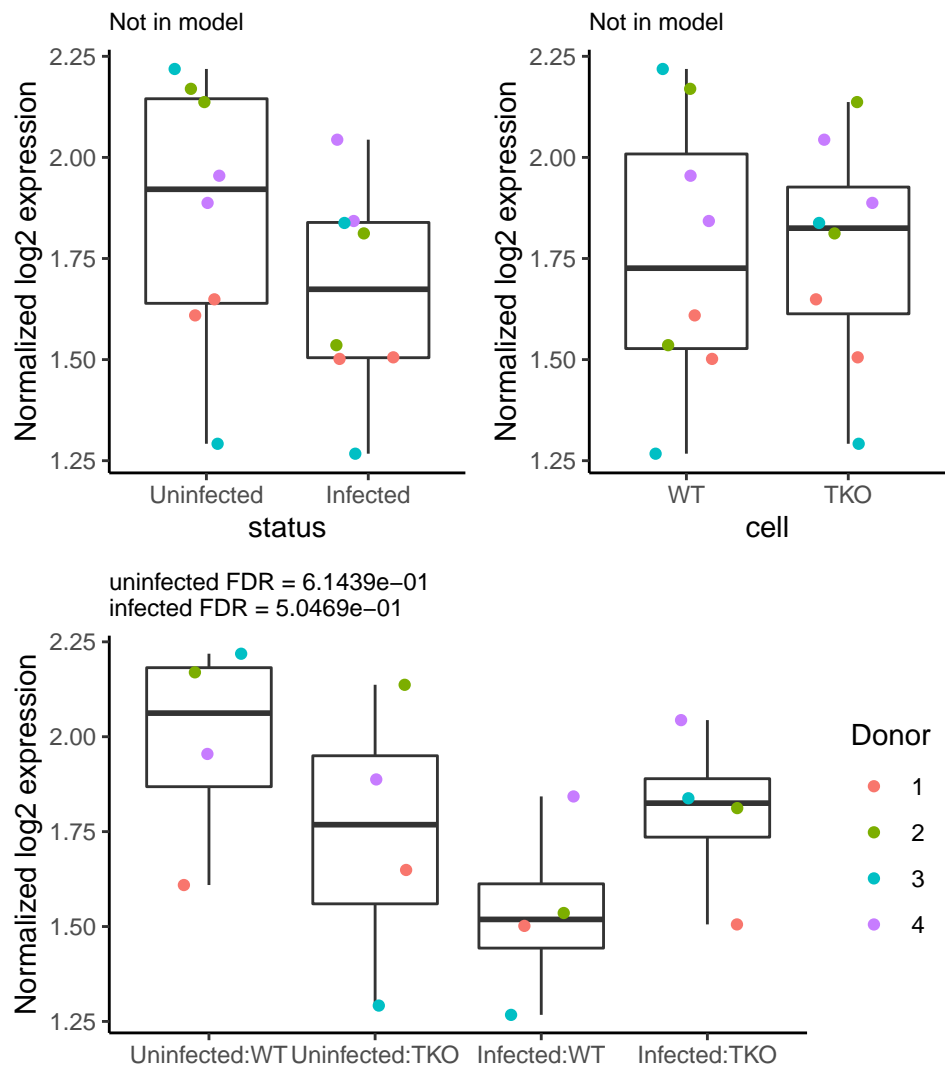 Not in model
Normalized log2 expression
2.25
2.00
1.75
1.50
1.25
Uninfected Infected
status
Not in model
Normalized log2 expression
2.25
2.00
1.75
1.50
1.25
WT TKO
cell
uninfected FDR = 6.1439e−01
infected FDR = 5.0469e−01
Normalized log2 expression
2.25
2.00
1.75
1.50
1.25
Uninfected:WT Uninfected:TKO Infected:WT Infected:TKO
Donor
1
2
3
4